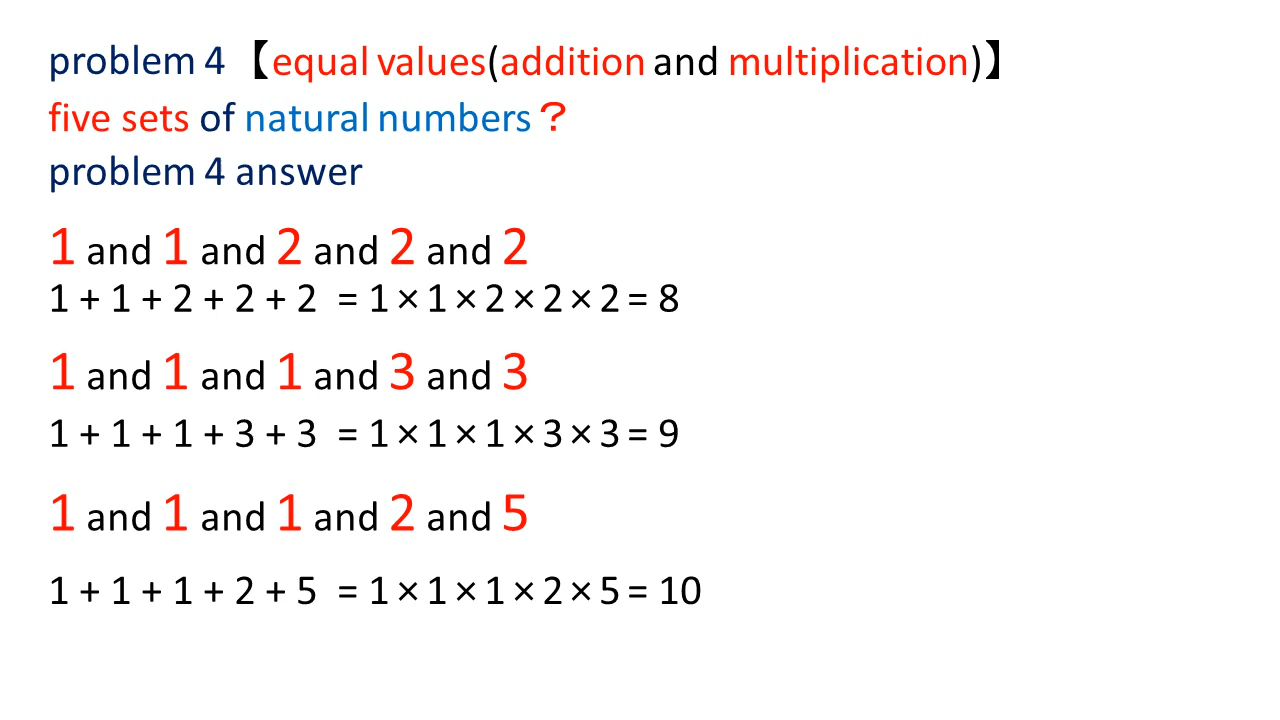 problem 4【equal values(addition and multiplication)】
five sets of natural numbers？
problem 4 answer
1 and 1 and 2 and 2 and 2
1 + 1 + 2 + 2 + 2 = 1 × 1 × 2 × 2 × 2 = 8
1 and 1 and 1 and 3 and 3
1 + 1 + 1 + 3 + 3 = 1 × 1 × 1 × 3 × 3 = 9
1 and 1 and 1 and 2 and 5
1 + 1 + 1 + 2 + 5 = 1 × 1 × 1 × 2 × 5 = 10